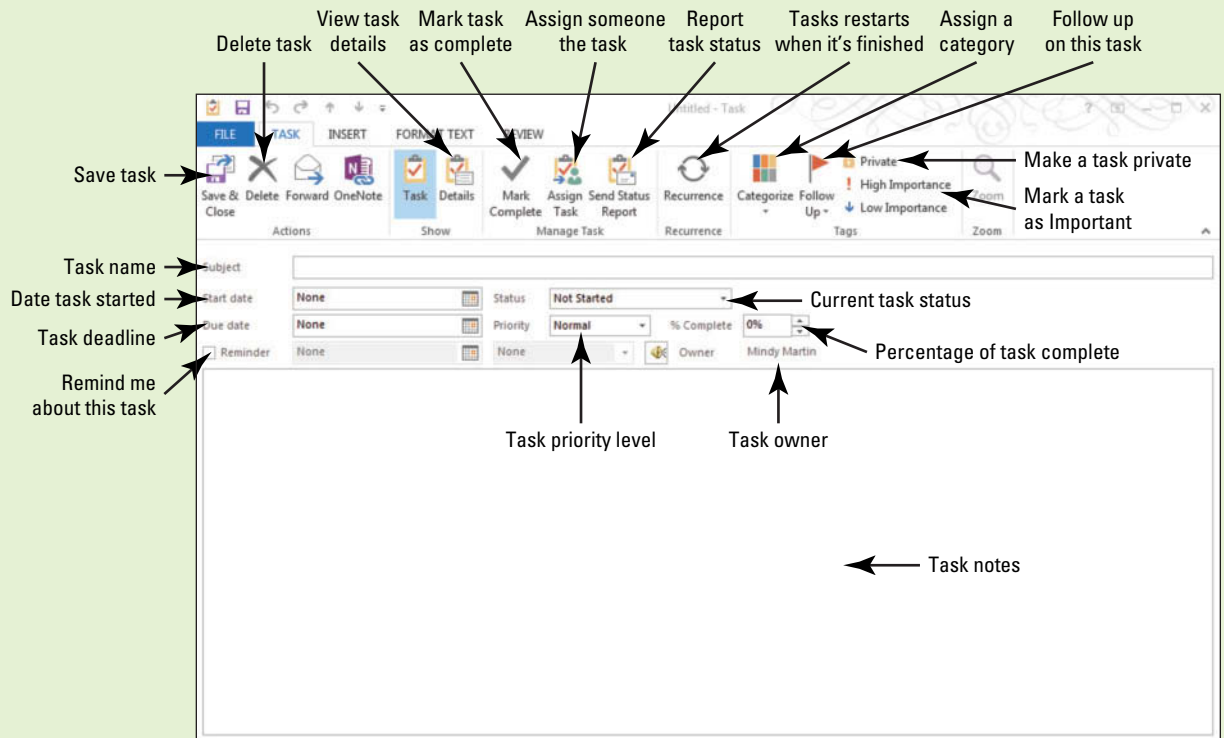 View task Mark task Assign someone Report Tasks restarts Assign a Follow up
Delete task details as complete the task task status when it's finished category on this task
Untitled - Task
FILE TASK INSERT FORMAT TEXT REVIEW
Save task
Save & Close Delete Forward OneNote Task Details Mark Complete Assign Task Send Status Report Recurrence Categorize Follow Up Private Zoom
High Importance
Low Importance
Make a task private
Mark a task
as Important
Actions Show Manage Task Recurrence Tags Zoom
Task name Subject
Date task started Start date None Status Not Started Current task status
Task deadline Due date None Priority Normal % Complete 0%
Percentage of task complete
Reminder None None Owner Mindy Martin
Remind me
about this task
Task priority level Task owner
Task notes